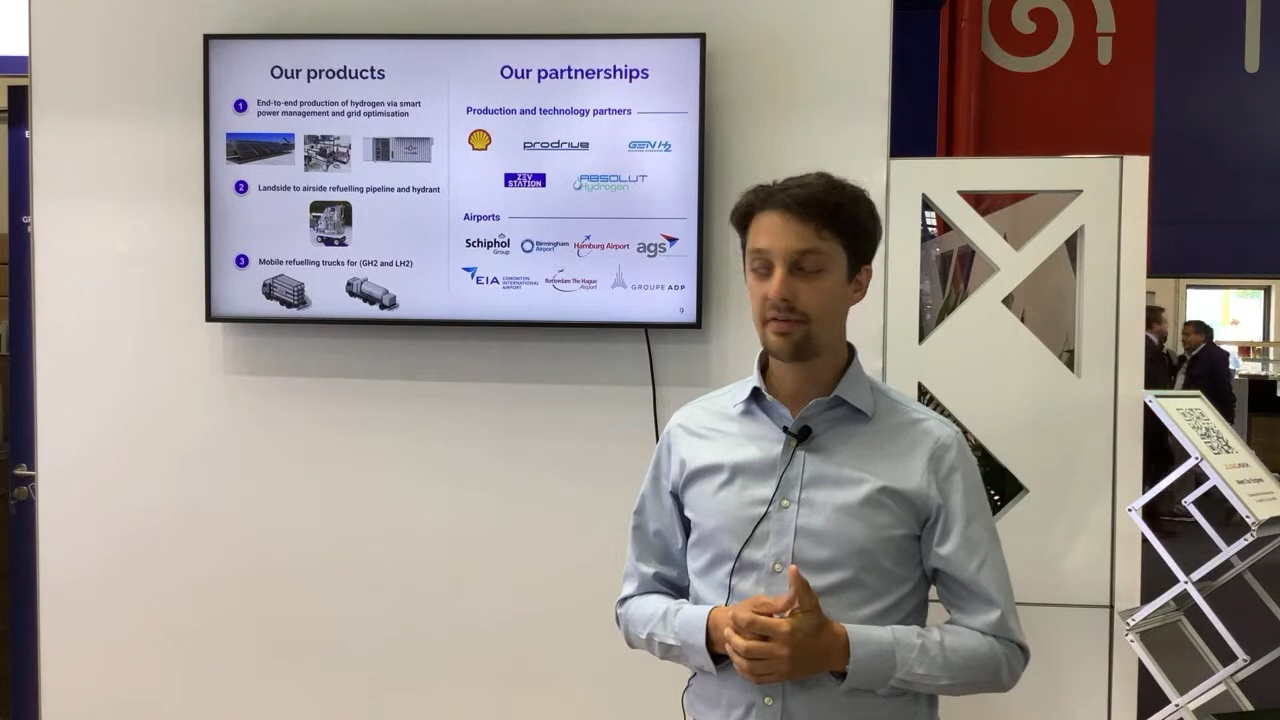 Our products
1
End-to-end production of hydrogen via smart
power management and grid optimisation
2
Landside to airside refuelling pipeline and hydrant
3
Mobile refuelling trucks for (GH2 and LH2)
Our partnerships
Production and technology partners
prodrive
GEN H2
ZEV
STATION
ABSOLUT
Hydrogen
Airports
Schiphol
Group
Birmingham
Airport
Hamburg Airport
ags
EIA
EDMONTON
INTERNATIONAL
AIRPORT
Rotterdam The Hague
Airport
GROUPE ADP
9